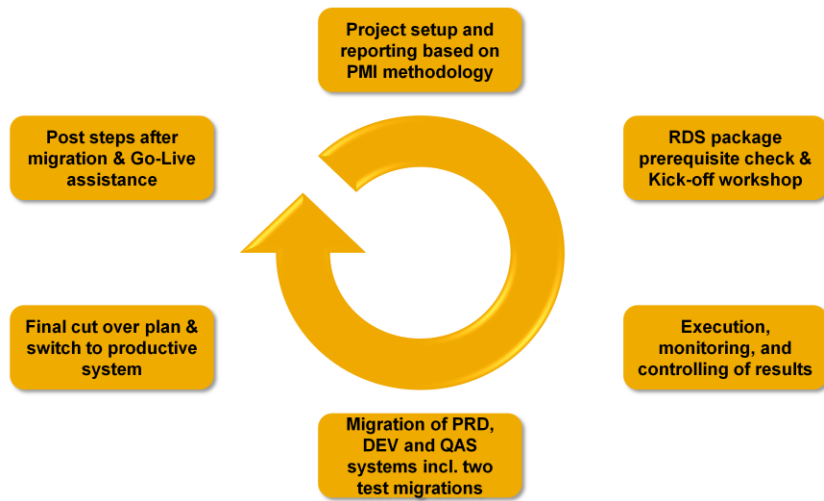 Project setup and
reporting based on
PMI methodology
RDS package
prerequisite check &
Kick-off workshop
Execution,
monitoring, and
controlling of results
Migration of PRD,
DEV and QAS
systems incl. two
test migrations
Final cut over plan &
switch to productive
system
Post steps after
migration & Go-Live
assistance